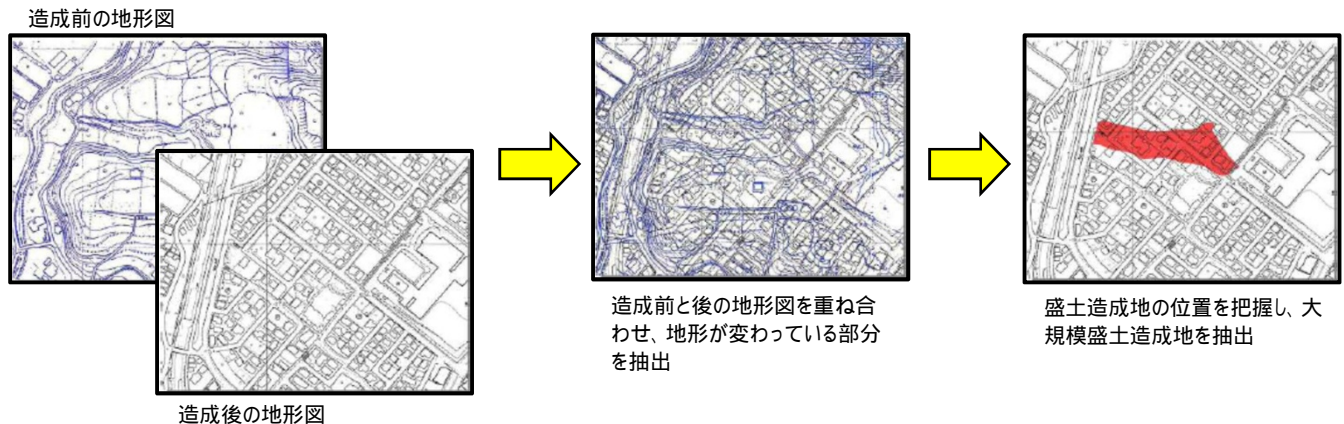 造成前の地形図
造成後の地形図
造成前と後の地形図を重ね合
わせ、地形が変わっている部分
を抽出
盛土造成地の位置を把握し、大
規模盛土造成地を抽出